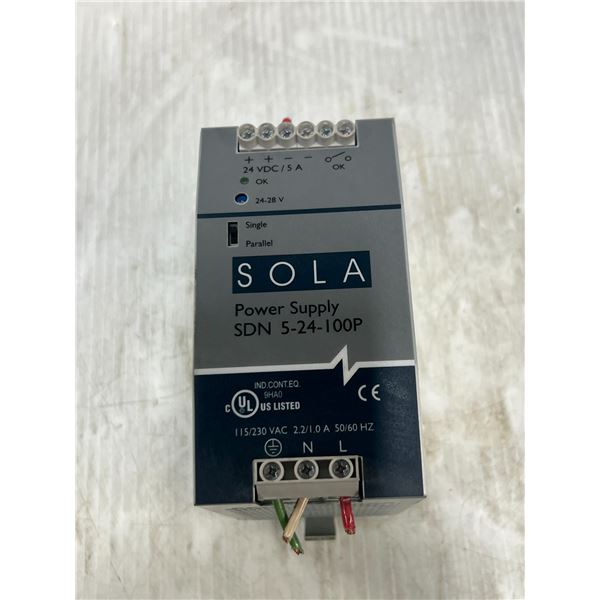 + + − −
24 VDC / 5 A
OK
OK
24-28 V
Single
Parallel
SOLA
Power Supply
SDN 5-24-100P
IND.CONT.EQ.
9HA0
C UL US LISTED
CE
115/230 VAC 2.2/1.0 A 50/60 HZ
N L